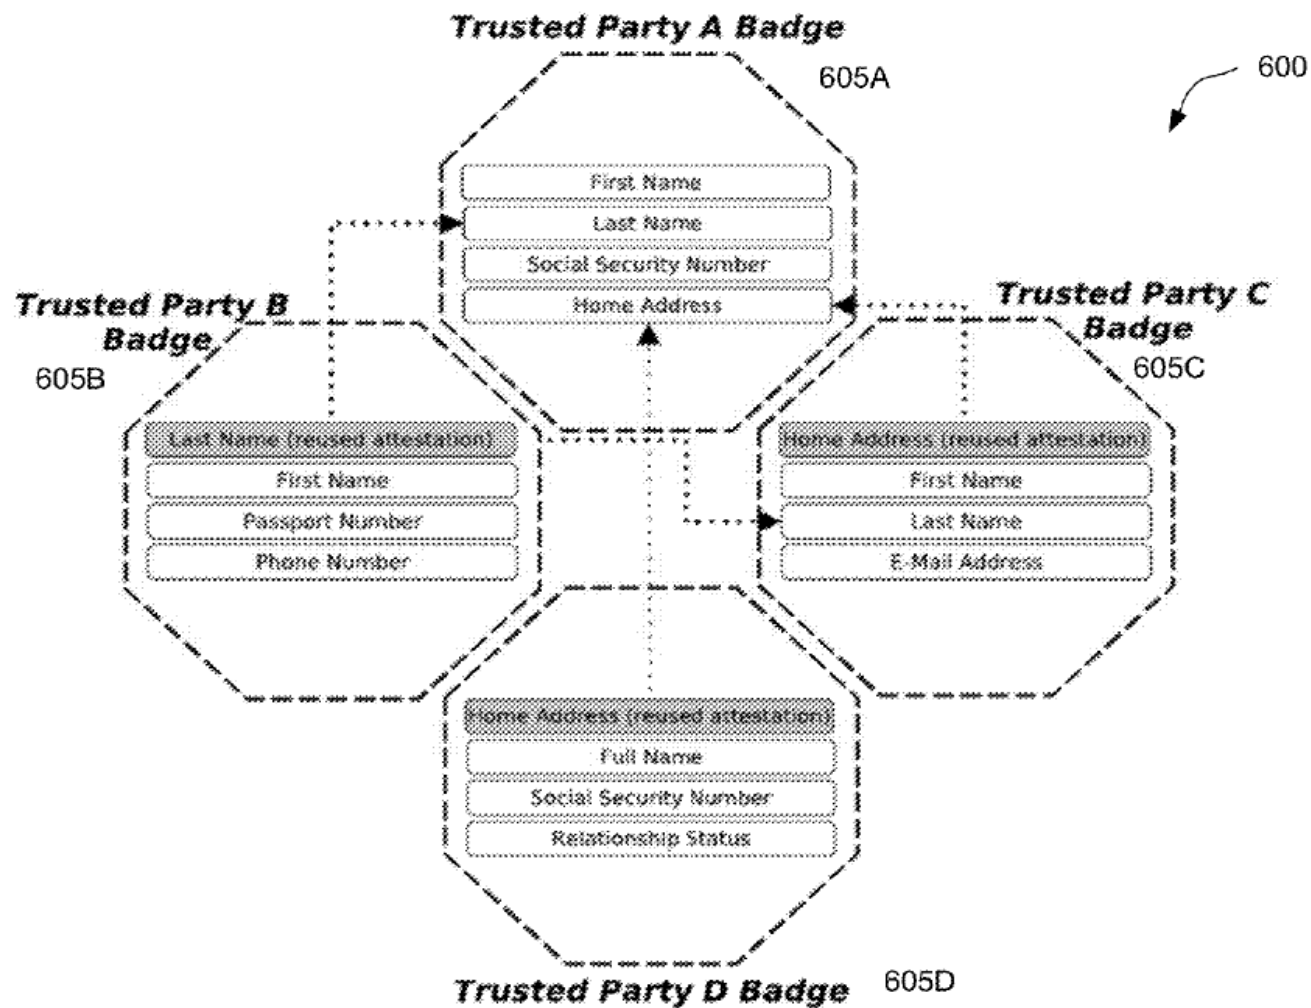 Trusted Party A Badge
605A
600
First Name
Last Name
Social Security Number
Home Address
Trusted Party B
Badge
605B
Last Name (reused attestation)
First Name
Passport Number
Phone Number
Trusted Party C
Badge
605C
Home Address (reused attestation)
First Name
Last Name
E-Mail Address
Home Address (reused attestation)
Full Name
Social Security Number
Relationship Status
Trusted Party D Badge
605D